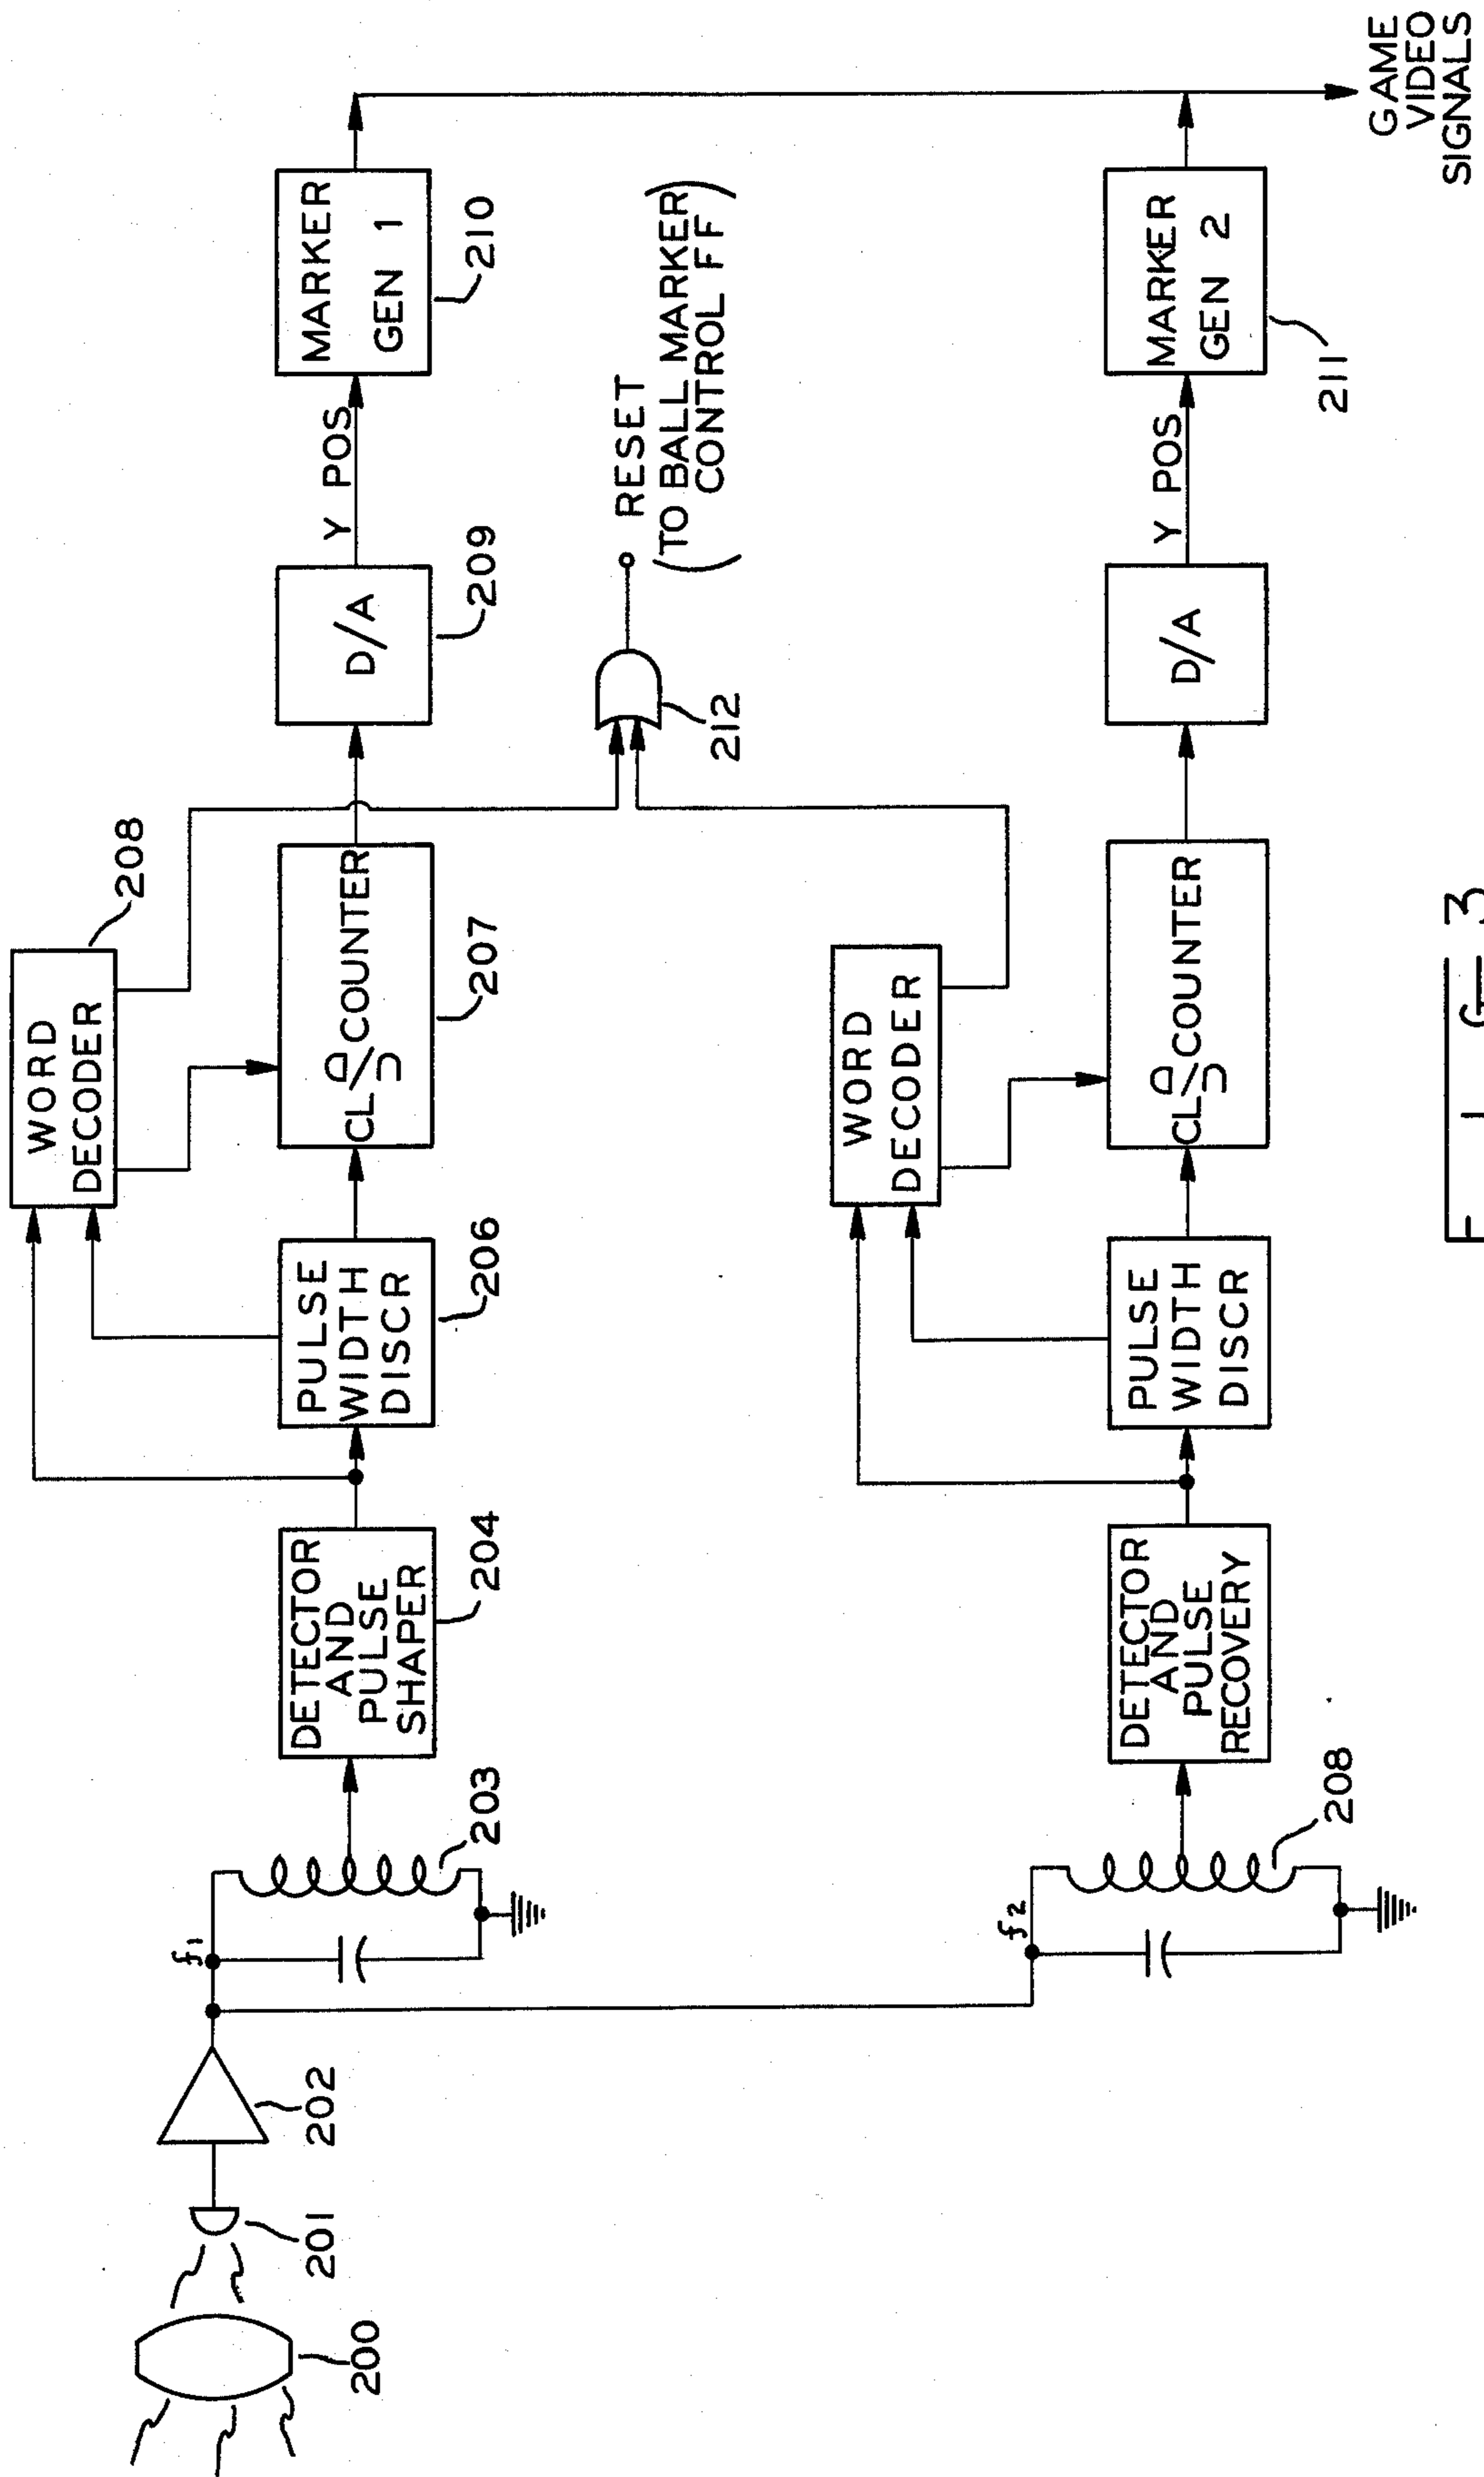 200
201
202
f1
203
DETECTOR
AND
PULSE
SHAPER
204
PULSE
WIDTH
DISCR
206
WORD
DECODER
208
CL U/D COUNTER
207
D/A
209
Y POS
MARKER
GEN 1
210
212
RESET
(TO BALL MARKER
CONTROL FF)
f2
208
DETECTOR
AND
PULSE
RECOVERY
PULSE
WIDTH
DISCR
WORD
DECODER
CL U/D COUNTER
D/A
Y POS
MARKER
GEN 2
211
GAME
VIDEO
SIGNALS
FIG 3